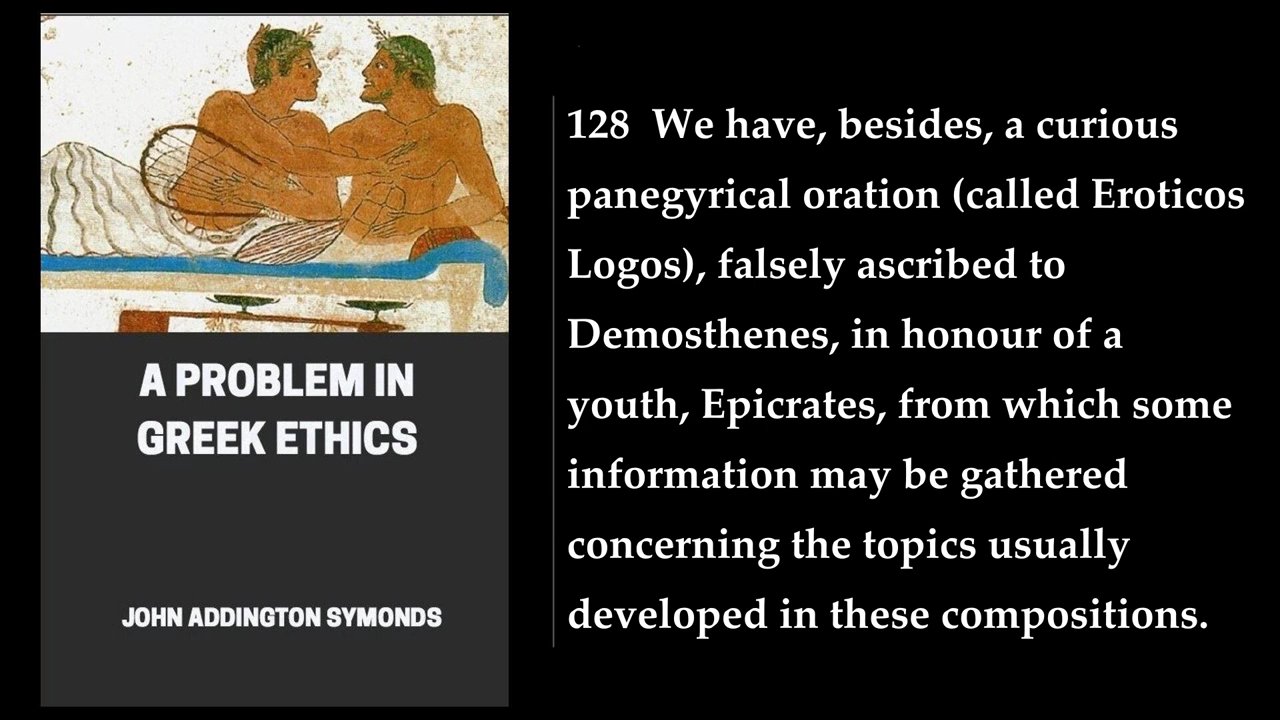 A PROBLEM IN
GREEK ETHICS
JOHN ADDINGTON SYMONDS
128 We have, besides, a curious
panegyrical oration (called Eroticos
Logos), falsely ascribed to
Demosthenes, in honour of a
youth, Epicrates, from which some
information may be gathered
concerning the topics usually
developed in these compositions.